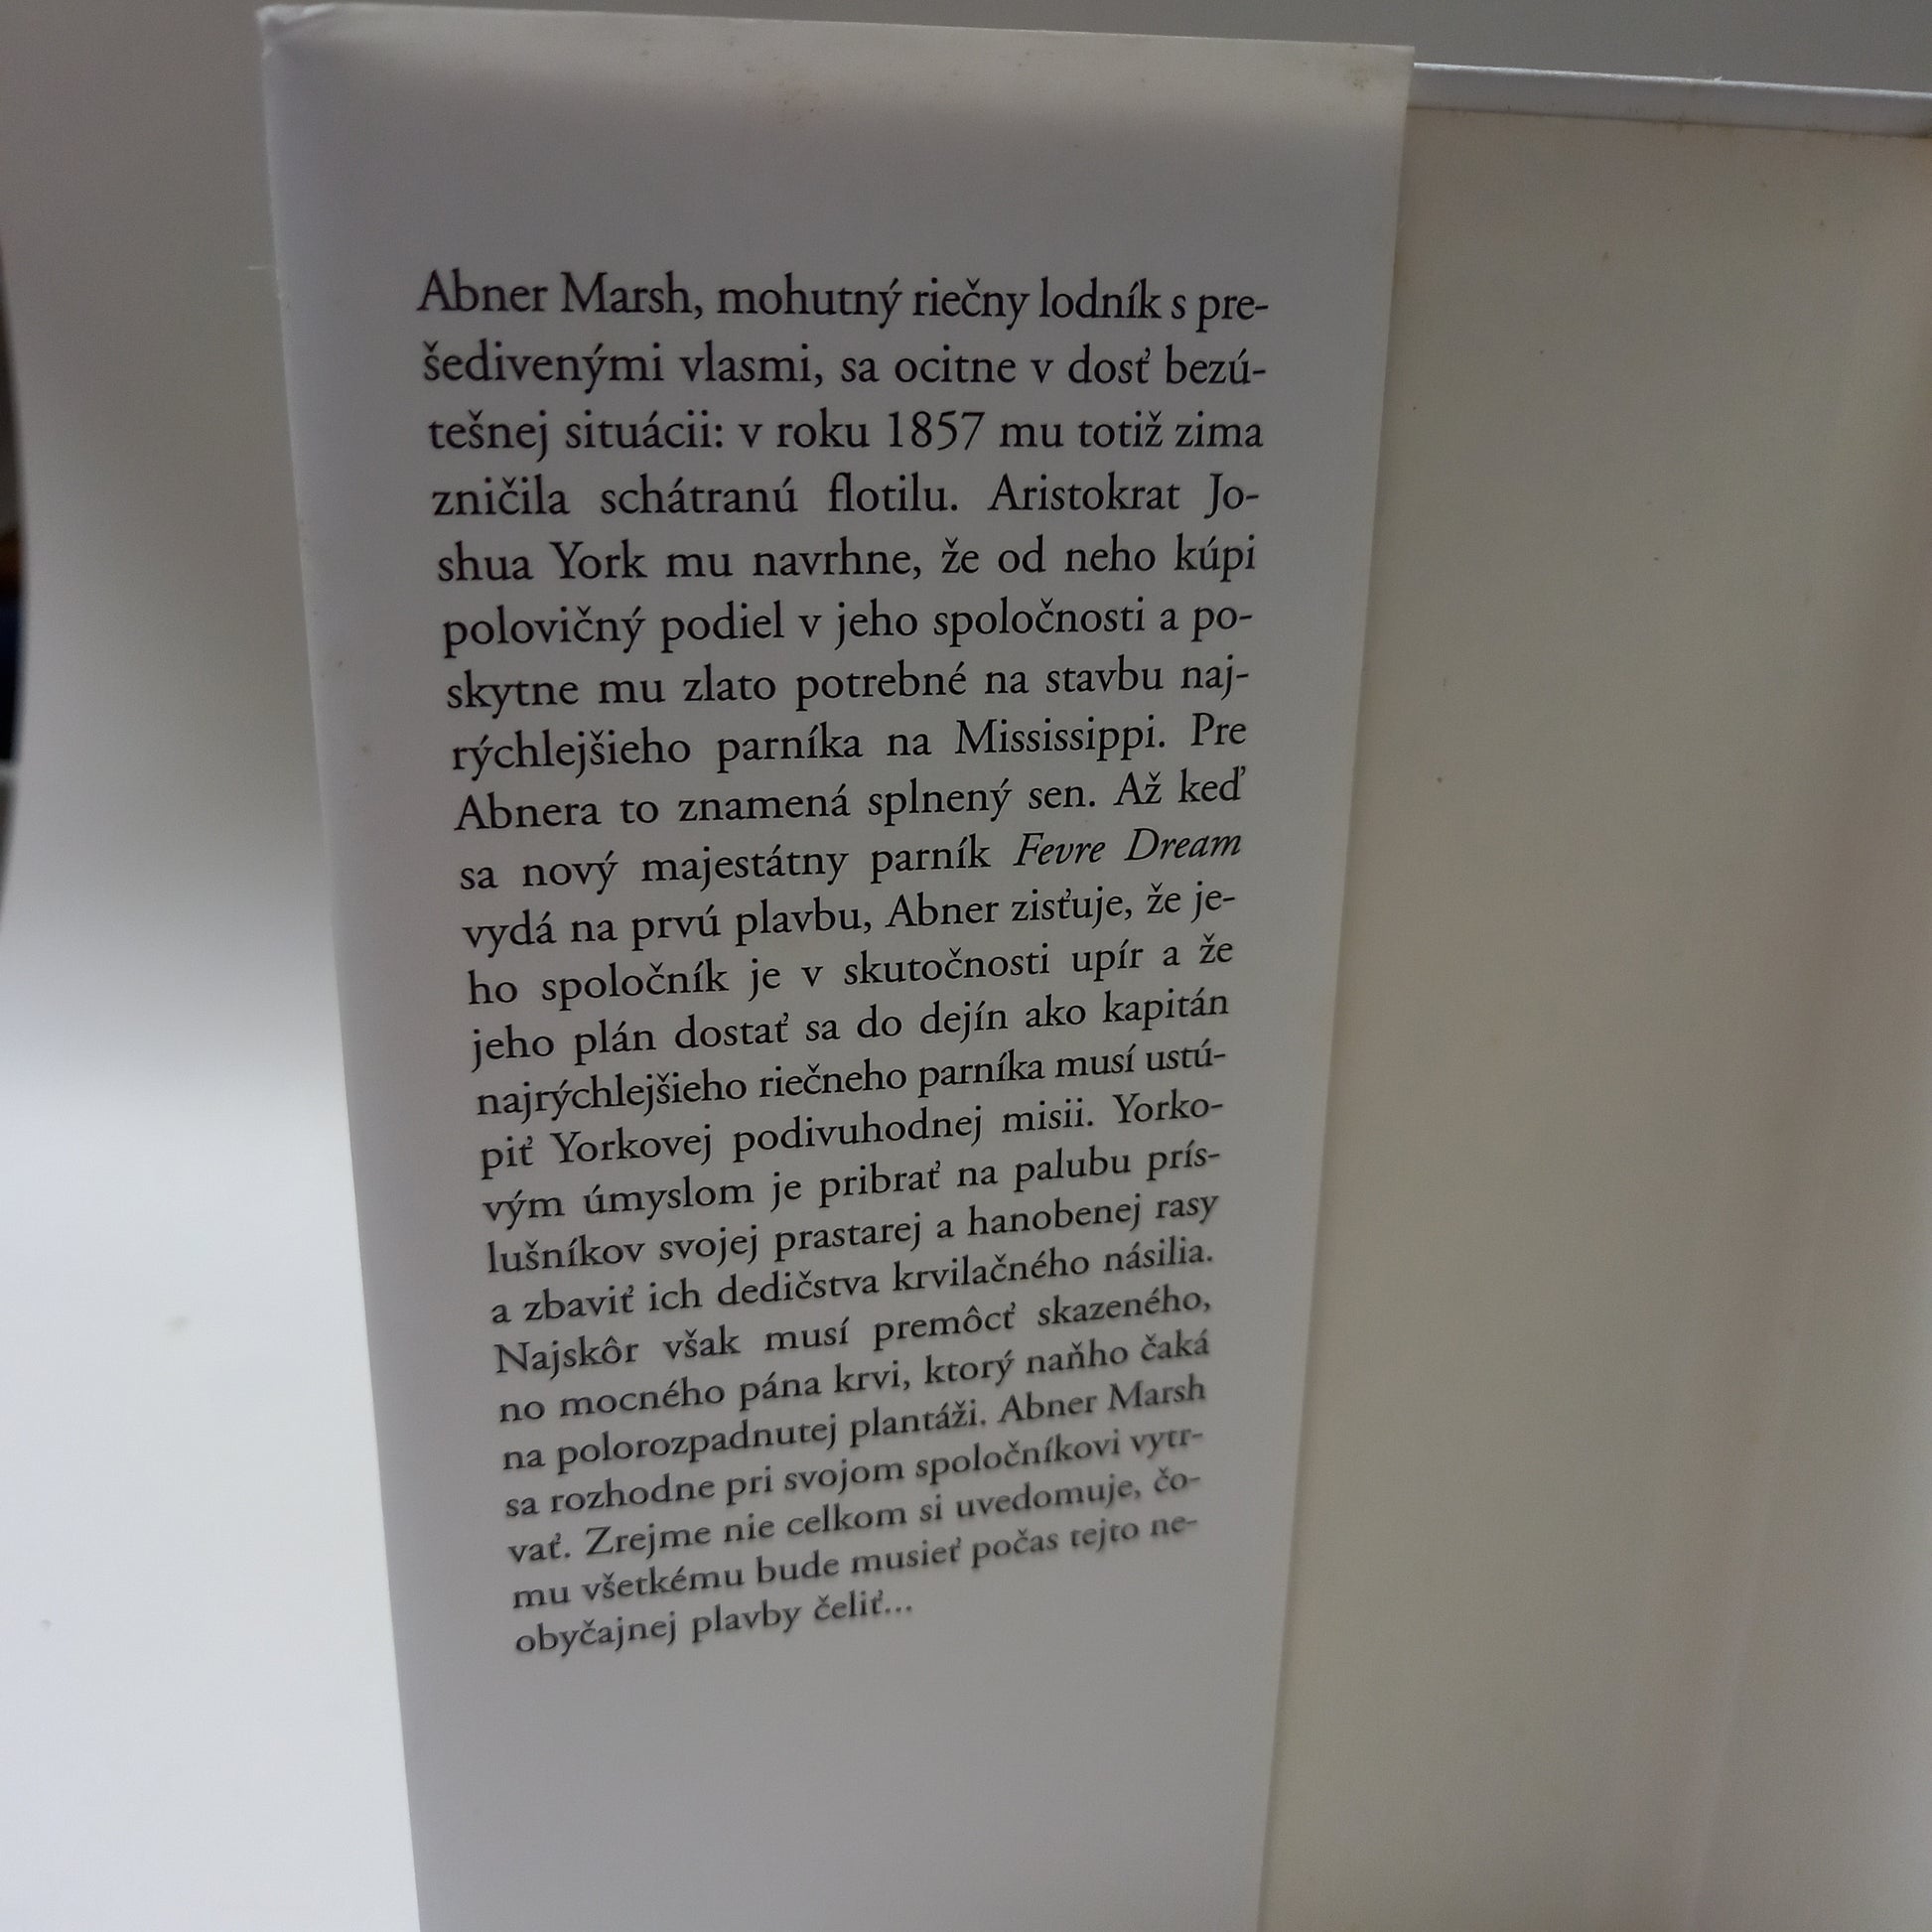 Abner Marsh, mohutný riečny lodník s pre-
šedivenými vlasmi, sa ocitne v dosť bezú-
tešnej situácii: v roku 1857 mu totiž zima
zničila schátranú flotilu. Aristokrat Jo-
shua York mu navrhne, že od neho kúpi
polovičný podiel v jeho spoločnosti a po-
skytne mu zlato potrebné na stavbu naj-
rýchlejšieho parníka na Mississippi. Pre
Abnera to znamená splnený sen. Až keď
sa nový majestátny parník Fevre Dream
vydá na prvú plavbu, Abner zisťuje, že je-
ho spoločník je v skutočnosti upír a že
jeho plán dostať sa do dejín ako kapitán
najrýchlejšieho riečneho parníka musí ustú-
piť Yorkovej podivuhodnej misii. Yorko-
vým úmyslom je pribrať na palubu prís-
lušníkov svojej prastarej a hanobenej rasy
a zbaviť ich dedičstva krvilačného násilia.
Najskôr však musí premôcť skazeného,
no mocného pána krvi, ktorý naňho čaká
na polorozpadnutej plantáži. Abner Marsh
sa rozhodne pri svojom spoločníkovi vytr-
vať. Zrejme nie celkom si uvedomuje, čo-
mu všetkému bude musieť počas tejto ne-
obyčajnej plavby čeliť...